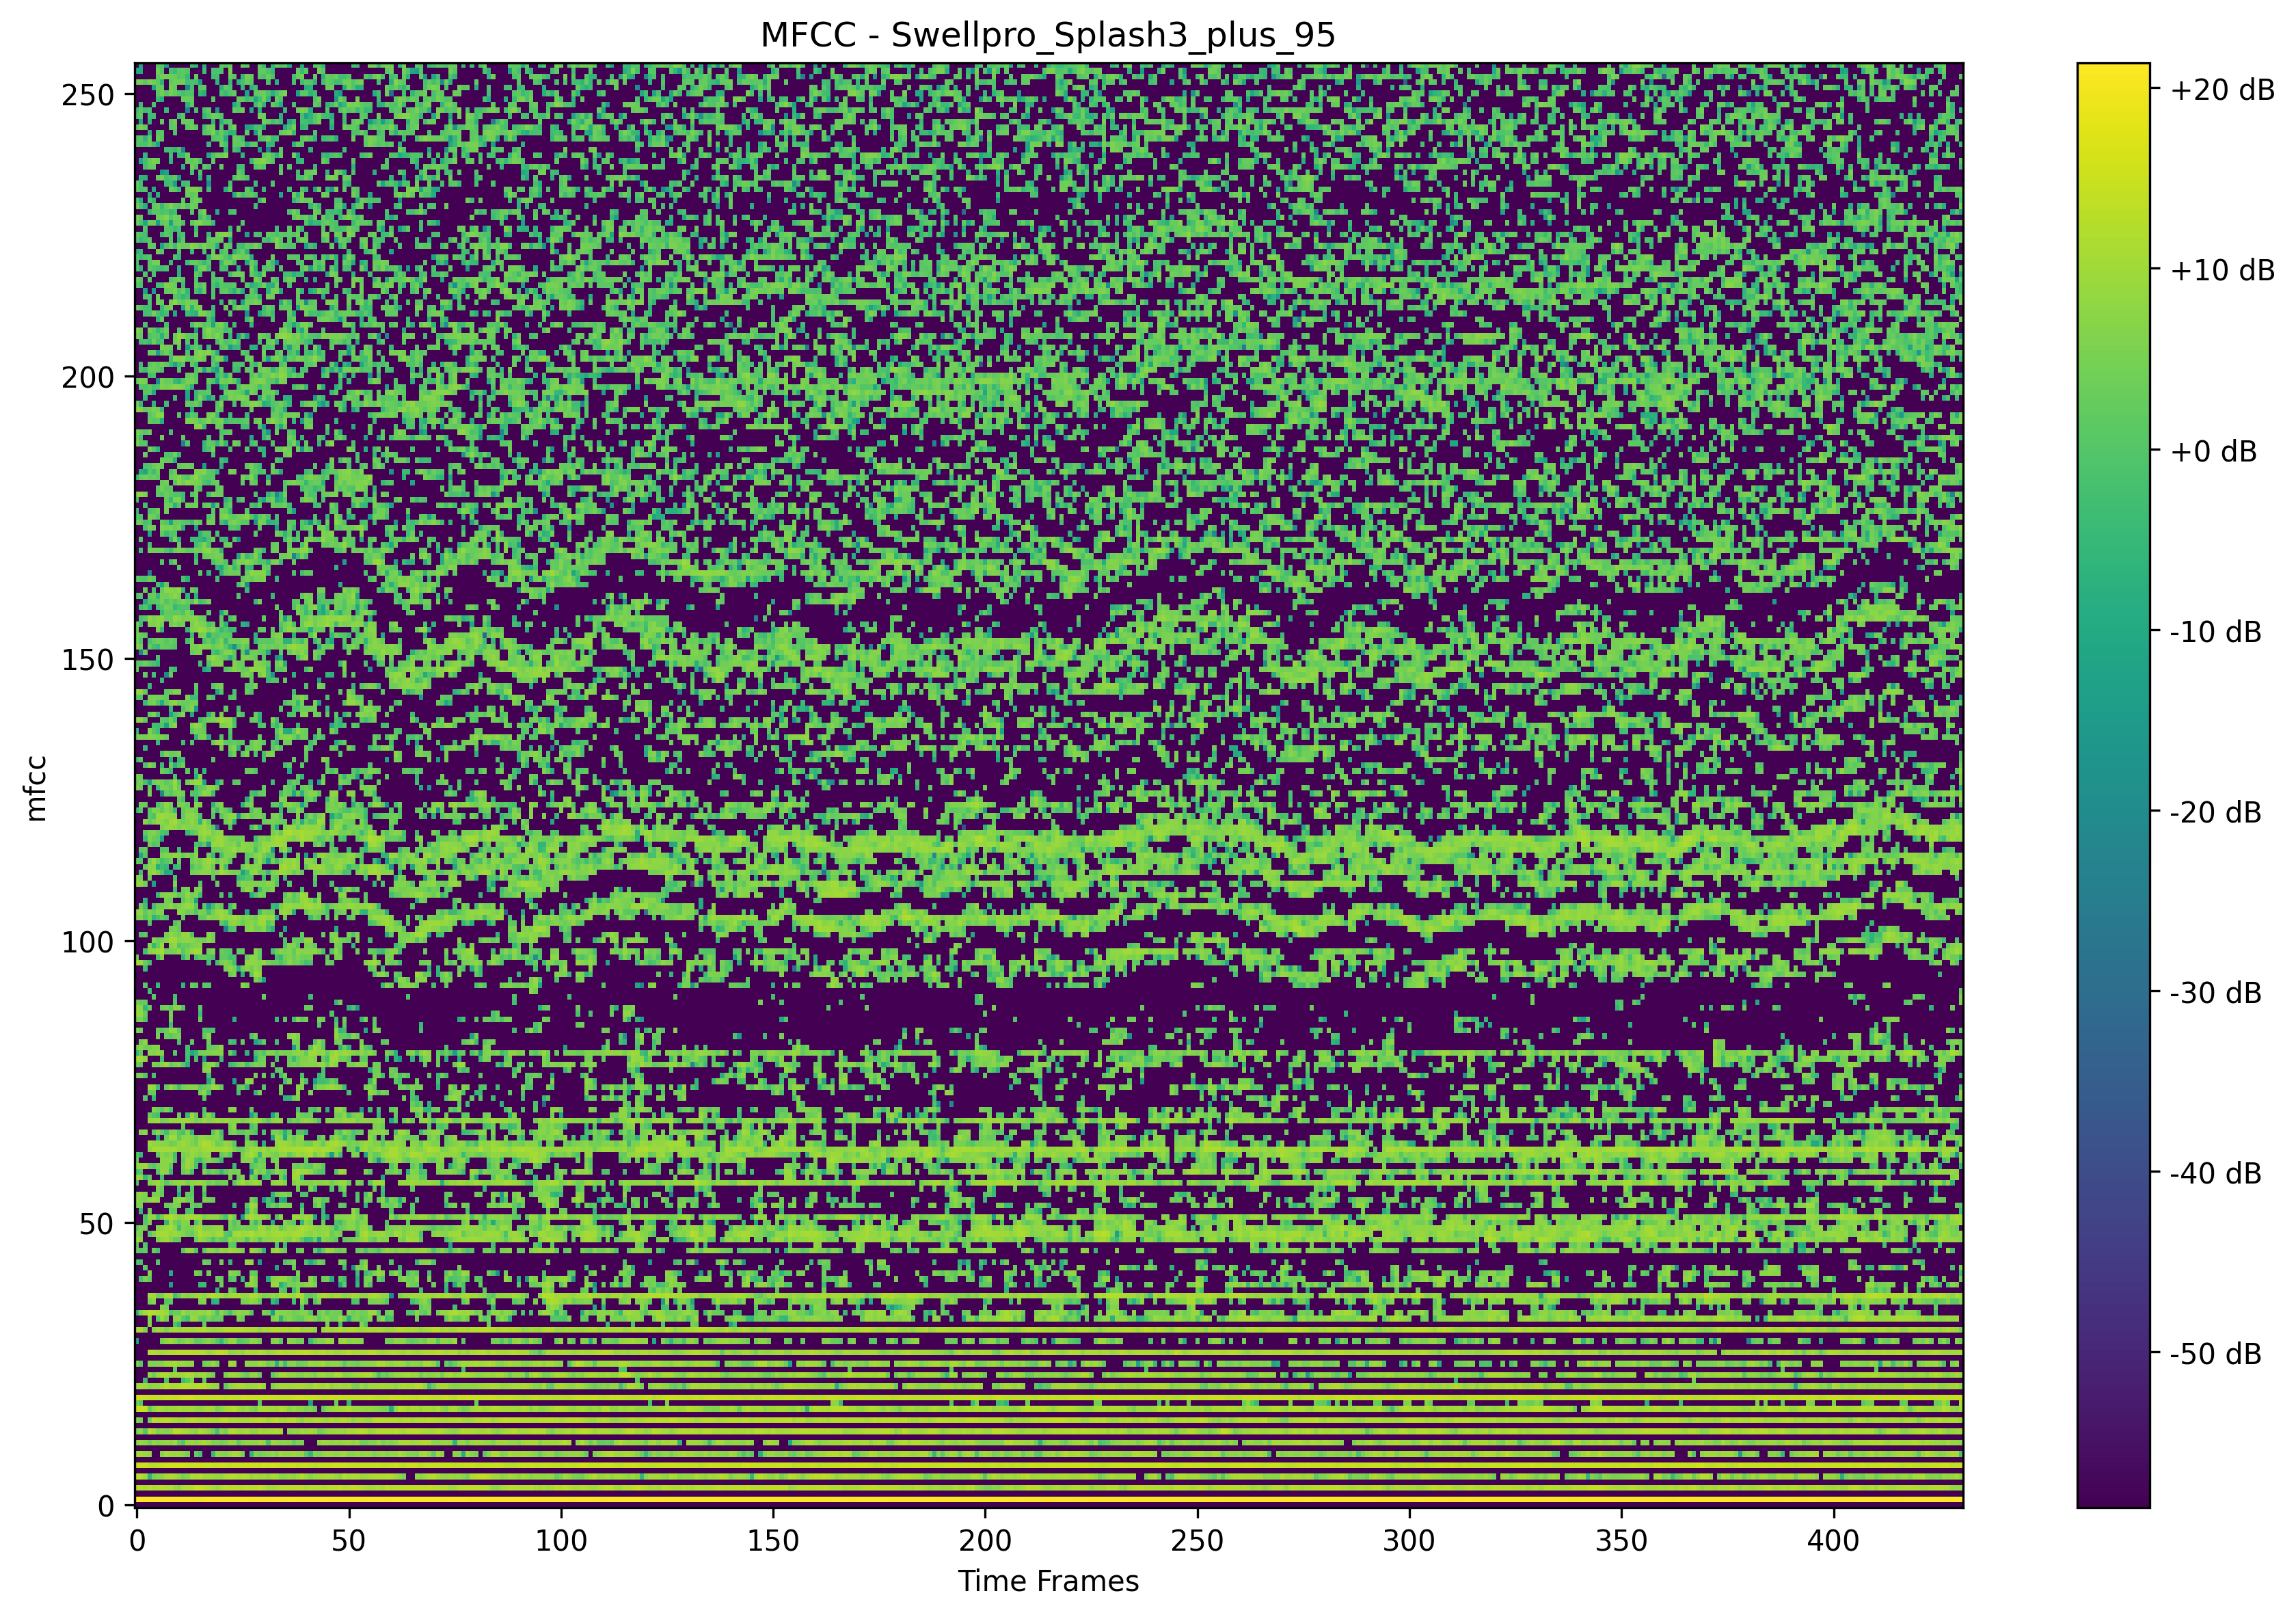 MFCC - Swellpro_Splash3_plus_95
250
200
150
100
50
0
mfcc
0 50 100 150 200 250 300 350 400
Time Frames
+20 dB
+10 dB
+0 dB
-10 dB
-20 dB
-30 dB
-40 dB
-50 dB